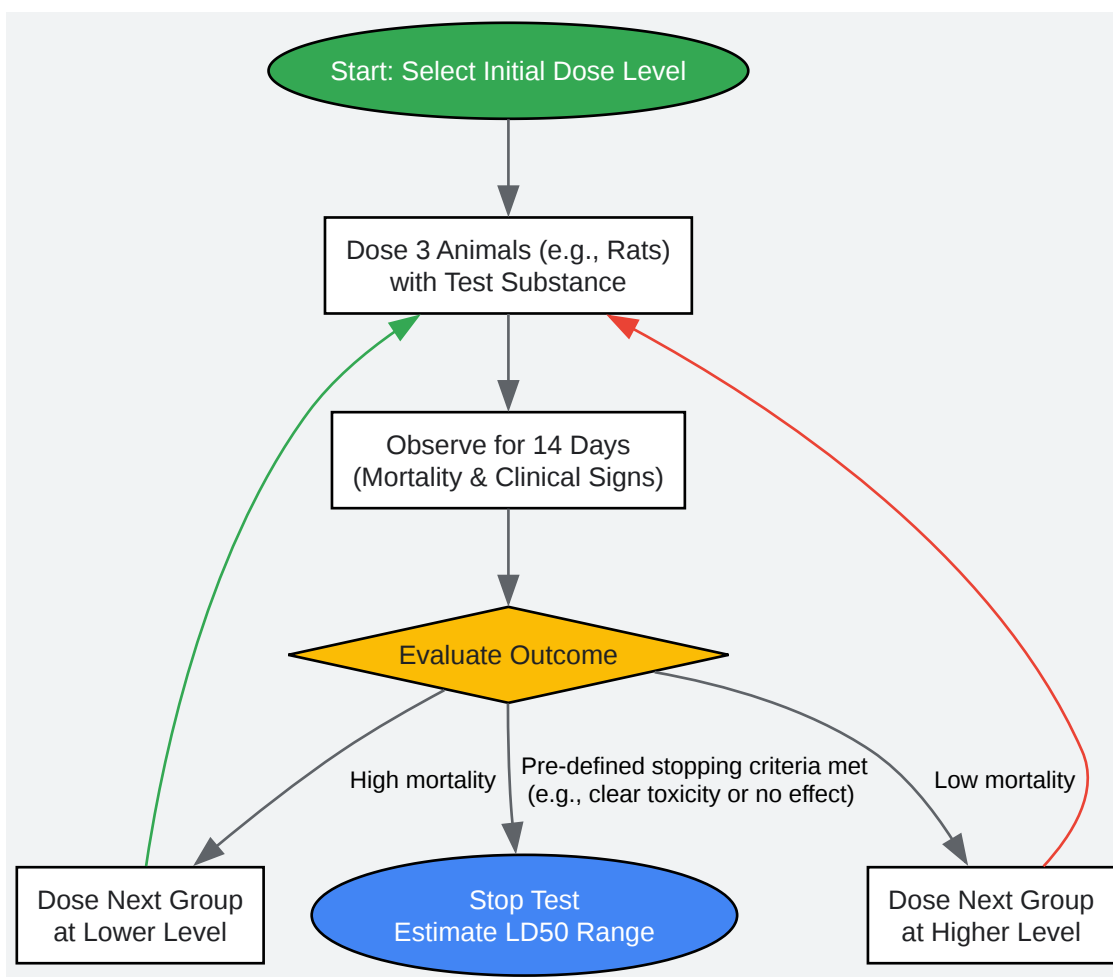 Start: Select Initial Dose Level
Dose 3 Animals (e.g., Rats)
with Test Substance
Observe for 14 Days
(Mortality & Clinical Signs)
Evaluate Outcome
High mortality
Pre-defined stopping criteria met
(e.g., clear toxicity or no effect)
Low mortality
Dose Next Group
at Lower Level
Stop Test
Estimate LD50 Range
Dose Next Group
at Higher Level